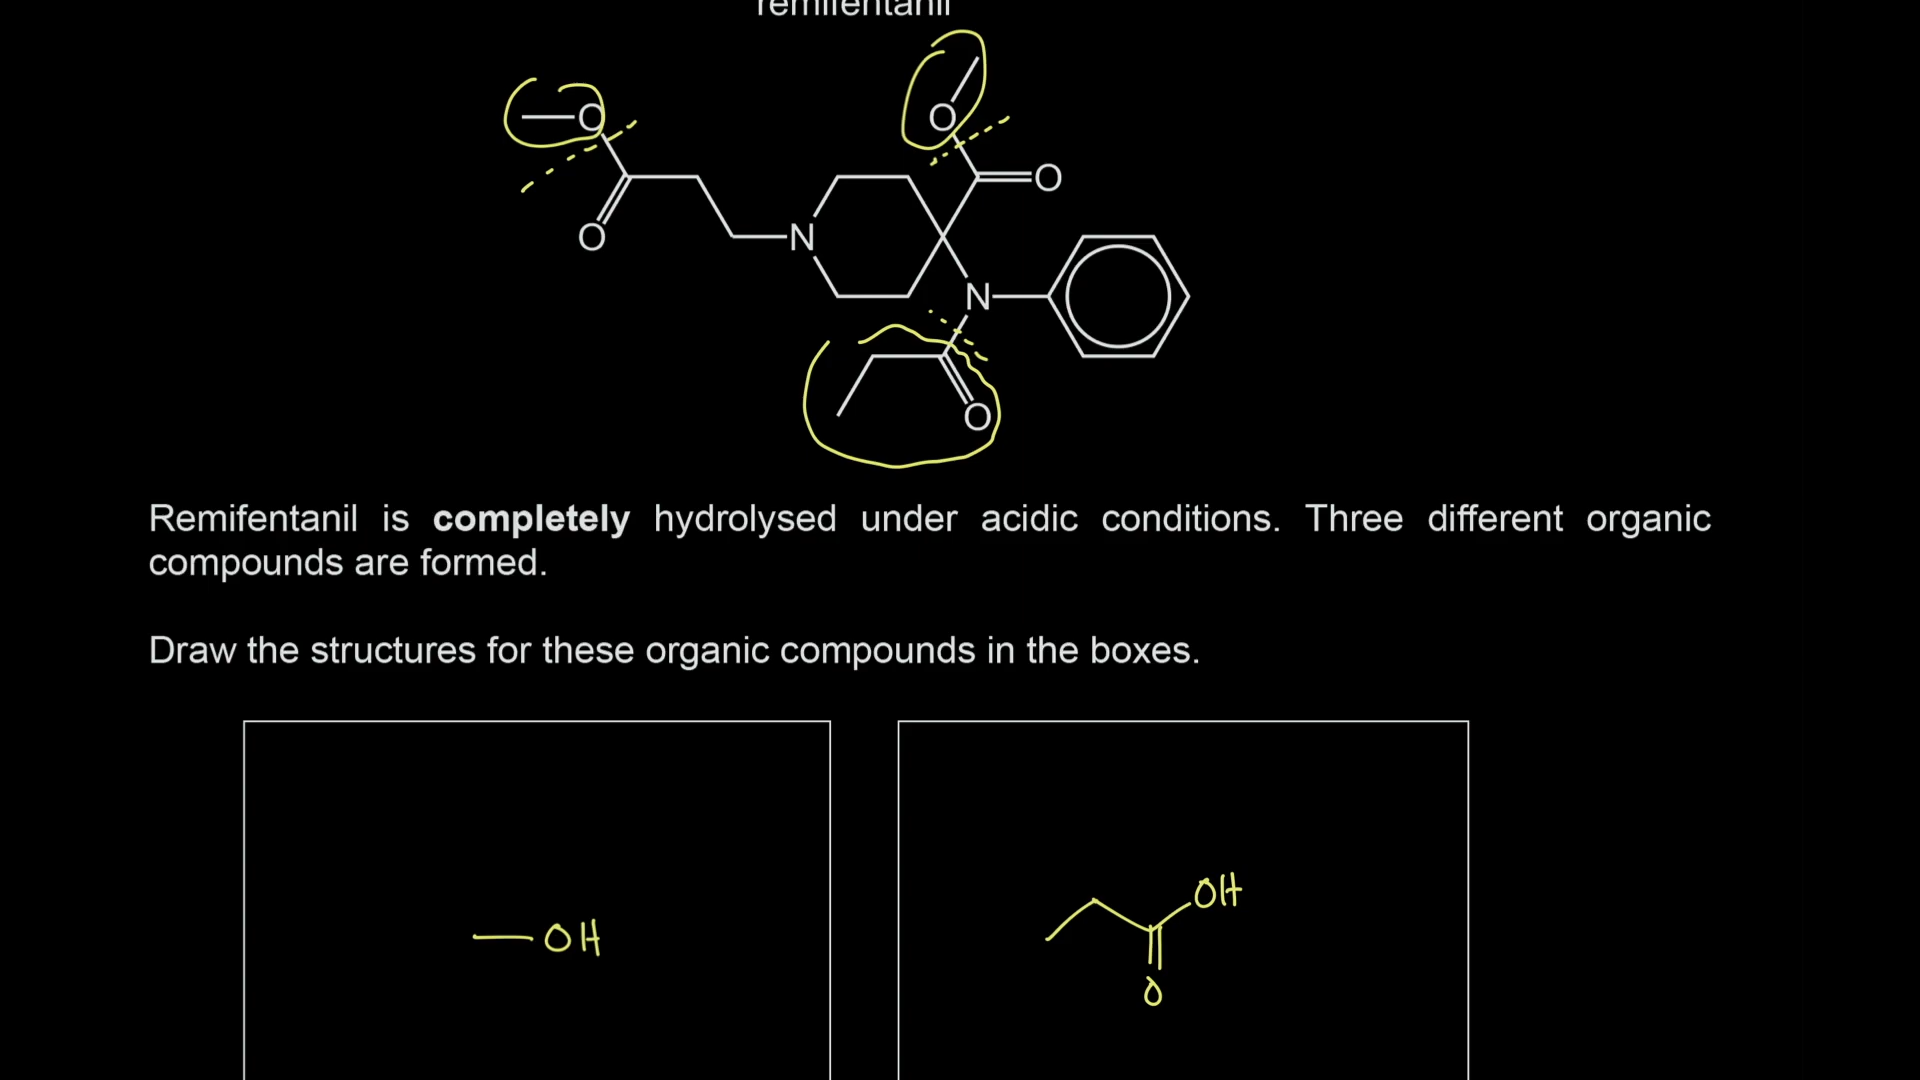 remifentanil
O
O
O
O
N
N
O
Remifentanil is completely hydrolysed under acidic conditions. Three different organic
compounds are formed.
Draw the structures for these organic compounds in the boxes.
OH
OH
O